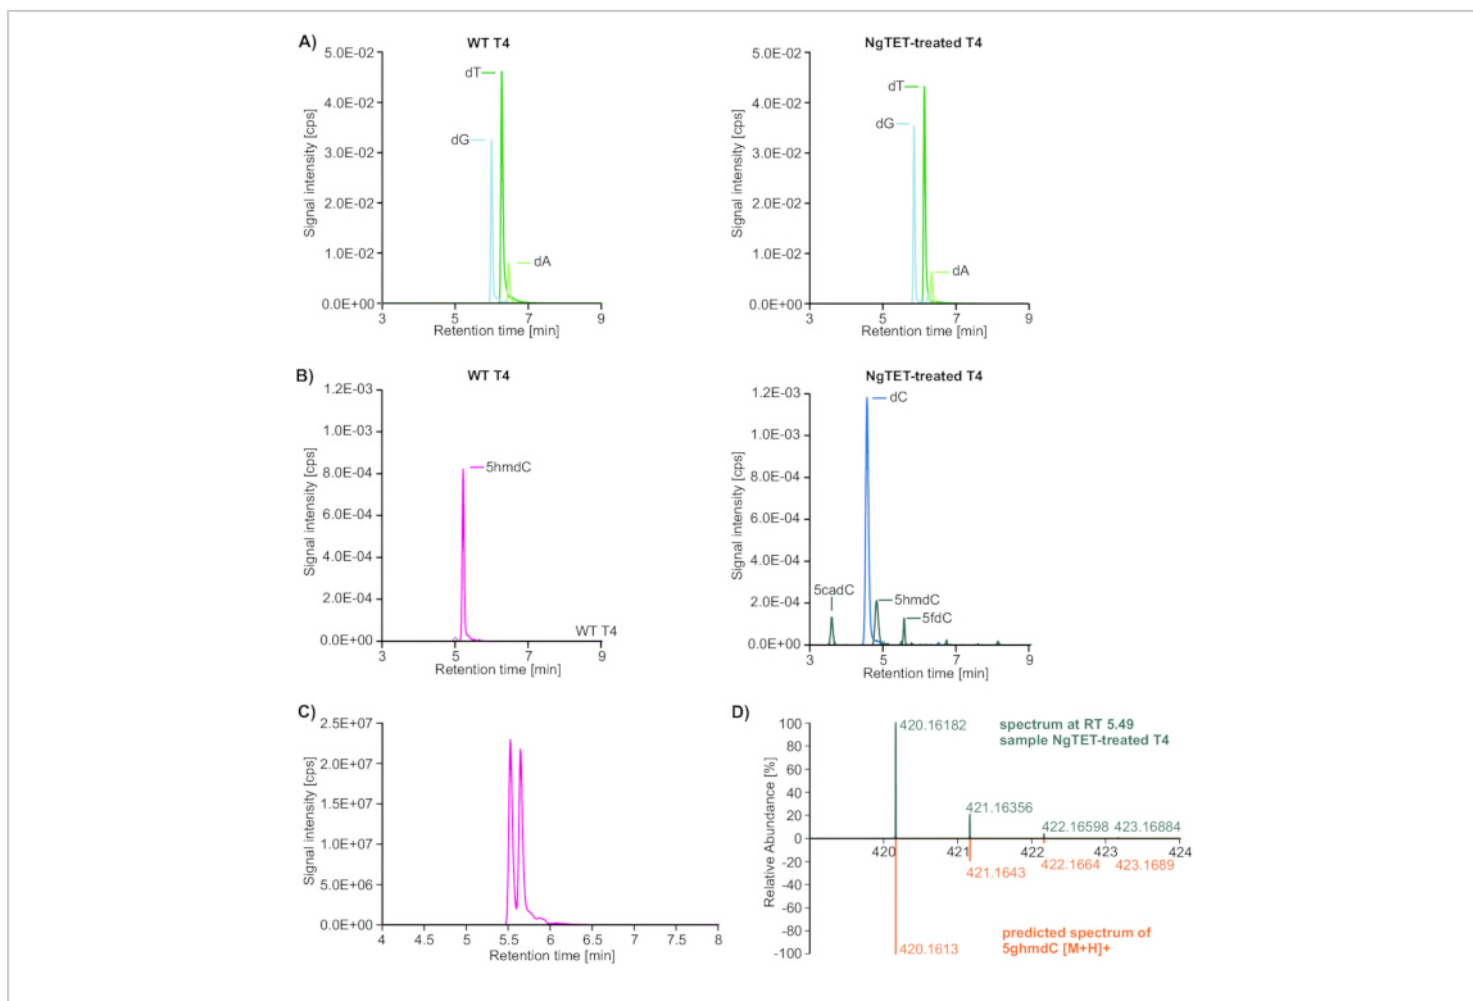 A)
WT T4
5.0E-02
4.0E-02
3.0E-02
2.0E-02
1.0E-02
0.0E+00
Signal intensity [cps]
dT
dG
dA
3 5 7 9
Retention time [min]
NgTET-treated T4
5.0E-02
4.0E-02
3.0E-02
2.0E-02
1.0E-02
0.0E+00
Signal intensity [cps]
dT
dG
dA
3 5 7 9
Retention time [min]
B)
WT T4
1.2E-03
1.0E-03
8.0E-04
6.0E-04
4.0E-04
2.0E-04
0.0E+00
Signal intensity [cps]
5hmdC
WT T4
3 5 7 9
Retention time [min]
NgTET-treated T4
1.2E-03
1.0E-03
8.0E-04
6.0E-04
4.0E-04
2.0E-04
0.0E+00
Signal intensity [cps]
dC
5cadC
5hmdC
5fdC
3 5 7 9
Retention time [min]
C)
2.5E+07
2.0E+07
1.5E+07
1.0E+07
5.0E+06
0.0E+00
Signal intensity [cps]
4 4.5 5 5.5 6 6.5 7 7.5 8
Retention time [min]
D)
100
80
60
40
20
0
-20
-40
-60
-80
-100
Relative Abundance [%]
420.16182
spectrum at RT 5.49
sample NgTET-treated T4
421.16356
422.16598 423.16884
420 421 422 423 424
421.1643
422.1664 423.1689
420.1613
predicted spectrum of
5ghmdC [M+H]+